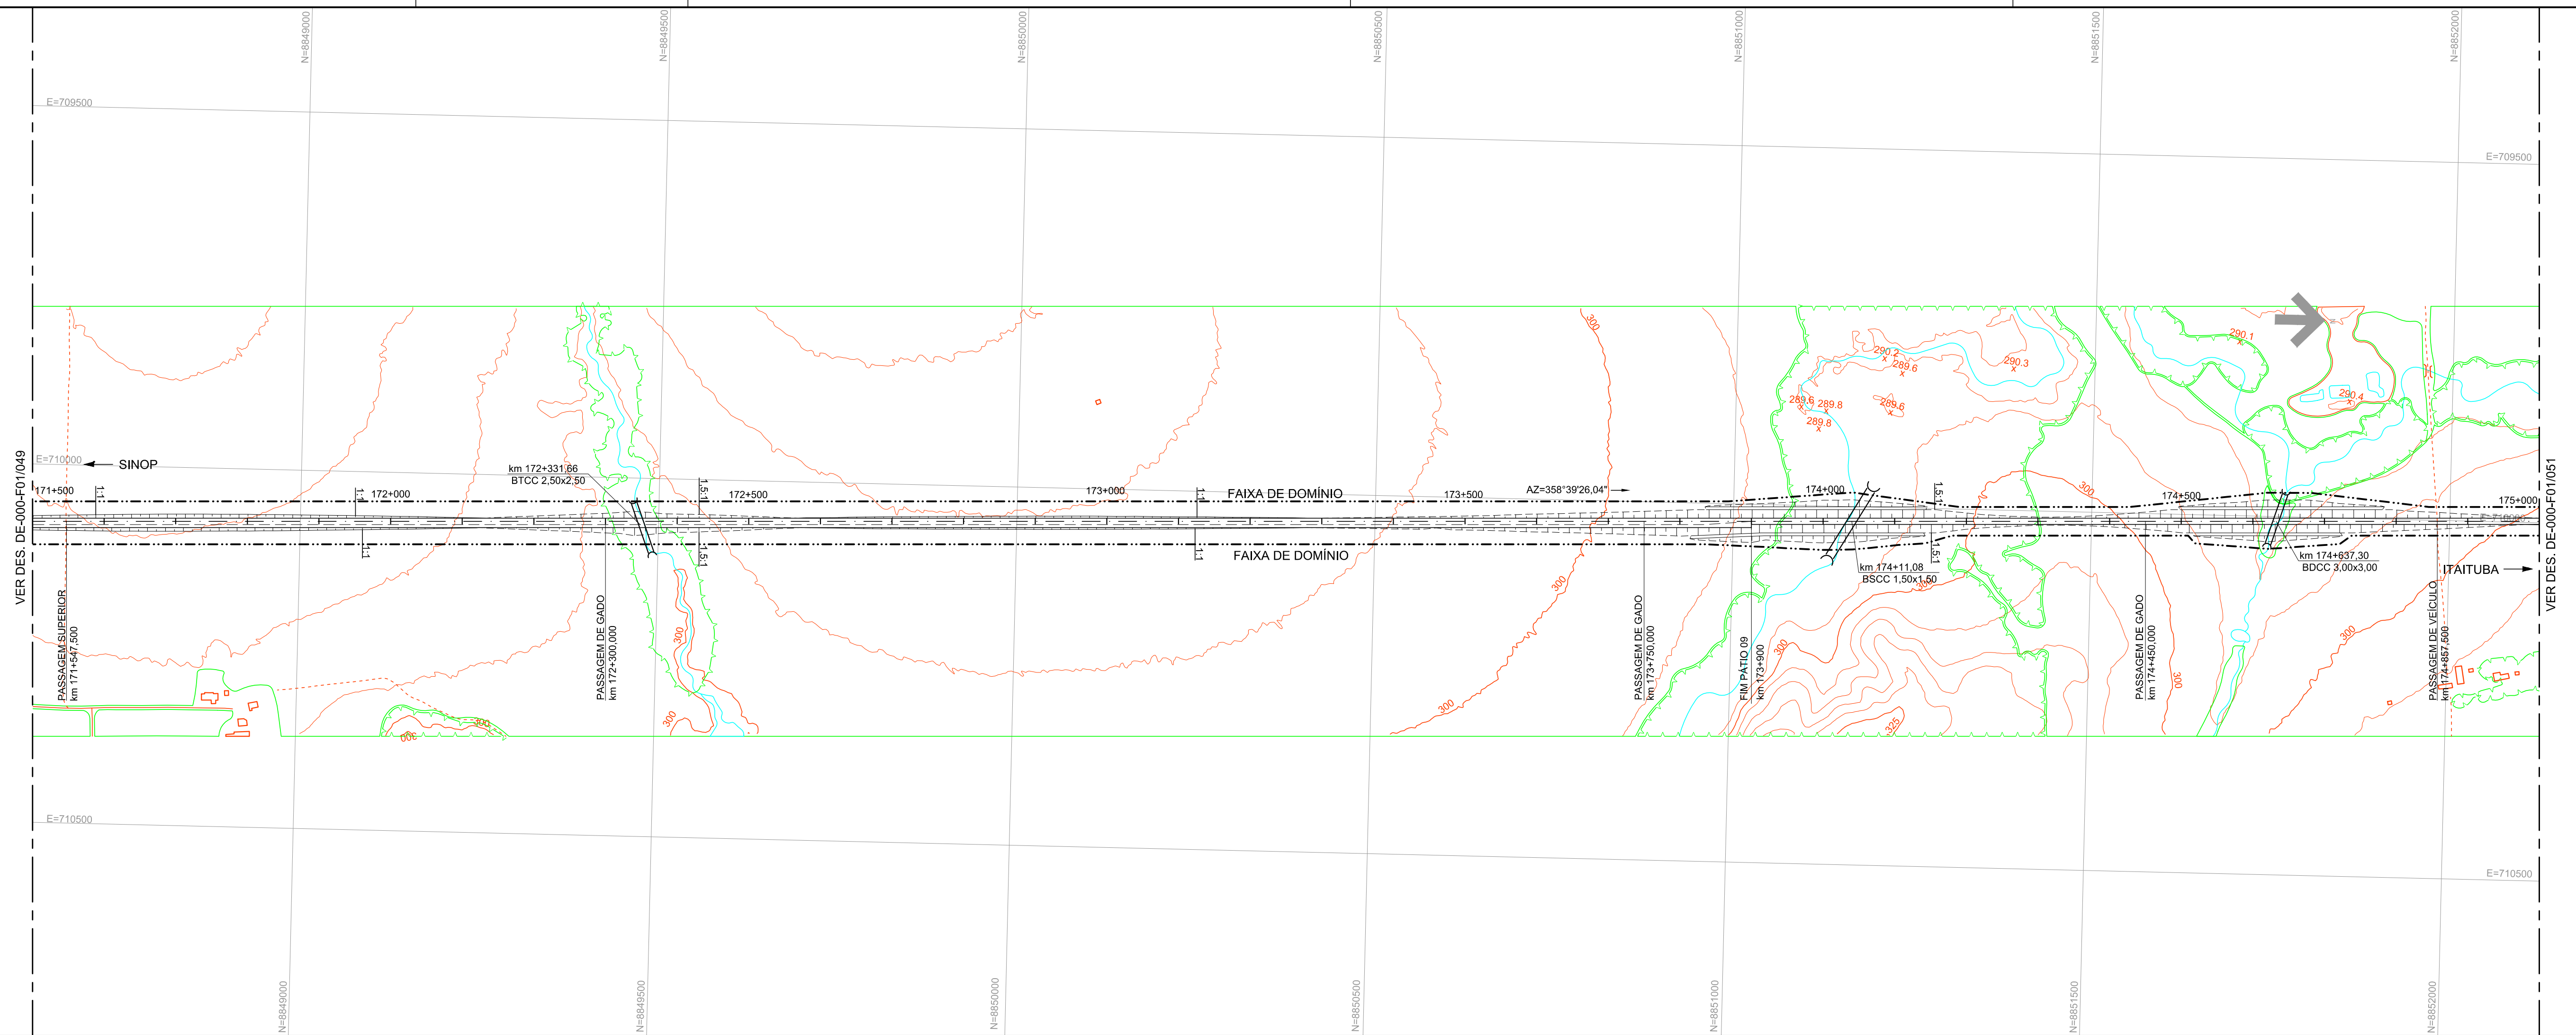 N=8849000
N=8849500
N=8850000
N=8850500
N=8851000
N=8851500
N=8852000
E=709500
E=709500
300
290.1
290.2
289.6
290.3
290.4
289.6
289.8
289.6
289.8
VER DES. DE-000-F01/049
E=710000
SINOP
km 172+331,66
BTCC 2,50x2,50
171+500
1:1
1:1
172+000
1,5:1
172+500
173+000
1:1
FAIXA DE DOMÍNIO
173+500
AZ=358°39'26,04"
174+000
1,5:1
300
174+500
175+000
E=710000
VER DES. DE-000-F01/051
1:1
1,5:1
1:1
FAIXA DE DOMÍNIO
1,5:1
km 174+11,08
BSCC 1,50x1,50
km 174+637,30
BDCC 3,00x3,00
ITAITUBA
300
300
PASSAGEM SUPERIOR
km 171+547,500
PASSAGEM DE GADO
km 172+300,000
300
PASSAGEM DE GADO
km 173+750,000
FIM PÁTIO 09
km 173+900
300
PASSAGEM DE GADO
km 174+450,000
300
300
PASSAGEM DE VEÍCULO
km 174+857,500
300
300
300
300
325
E=710500
E=710500
N=8849000
N=8849500
N=8850000
N=8850500
N=8851000
N=8851500
N=8852000